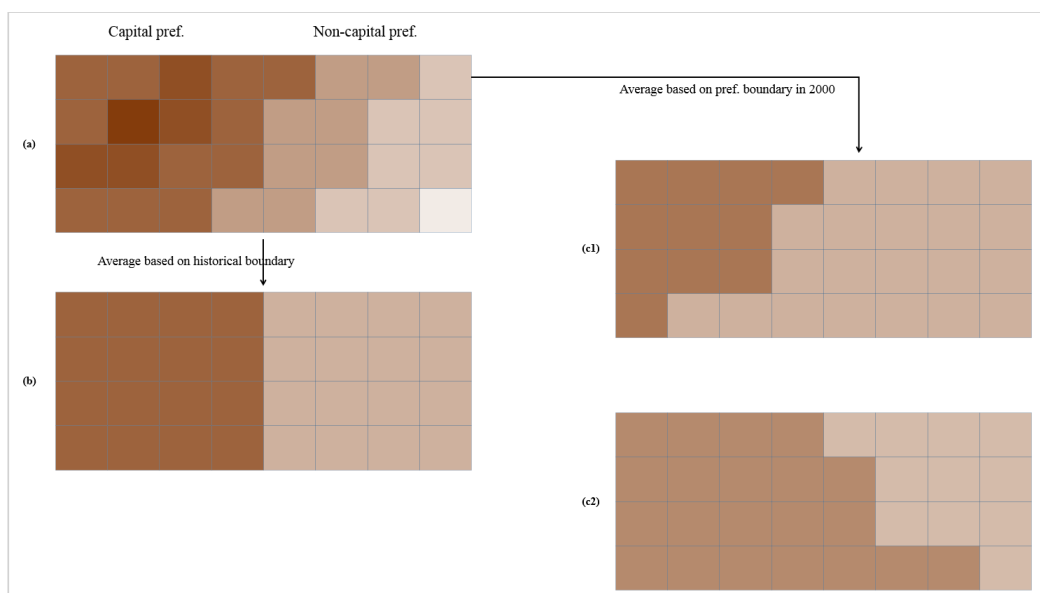 Capital pref.
Non-capital pref.
Average based on pref. boundary in 2000
(a)
(c1)
Average based on historical boundary
(b)
(c2)